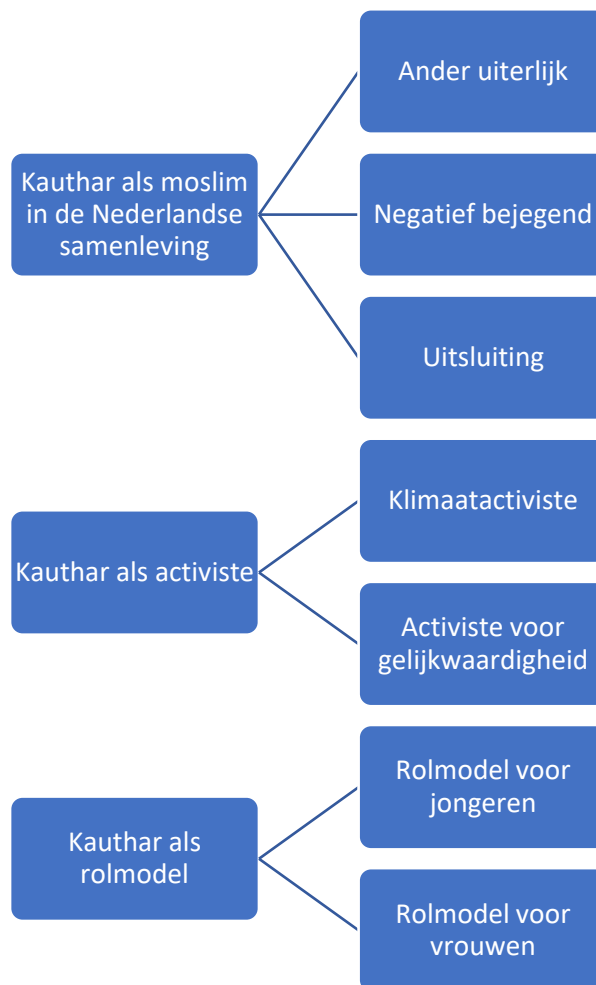 Kauthar als moslim
in de Nederlandse
samenleving
Ander uiterlijk
Negatief bejegend
Uitsluiting
Kauthar als activiste
Klimaatactiviste
Activiste voor
gelijkwaardigheid
Kauthar als
rolmodel
Rolmodel voor
jongeren
Rolmodel voor
vrouwen